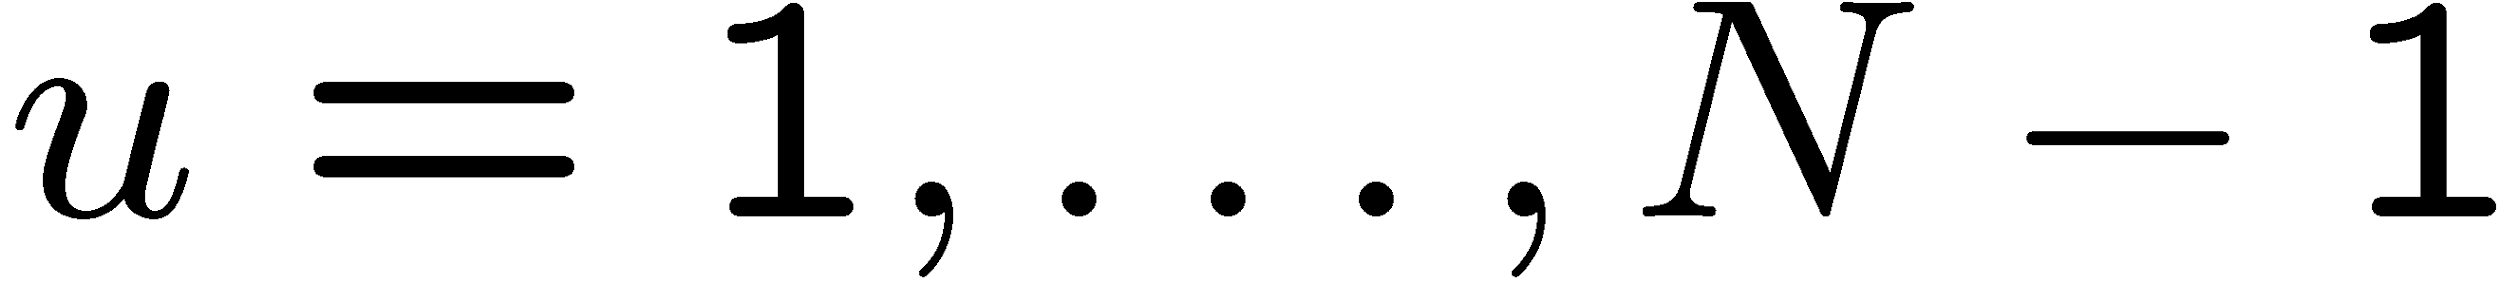 u = 1, . . . , N − 1